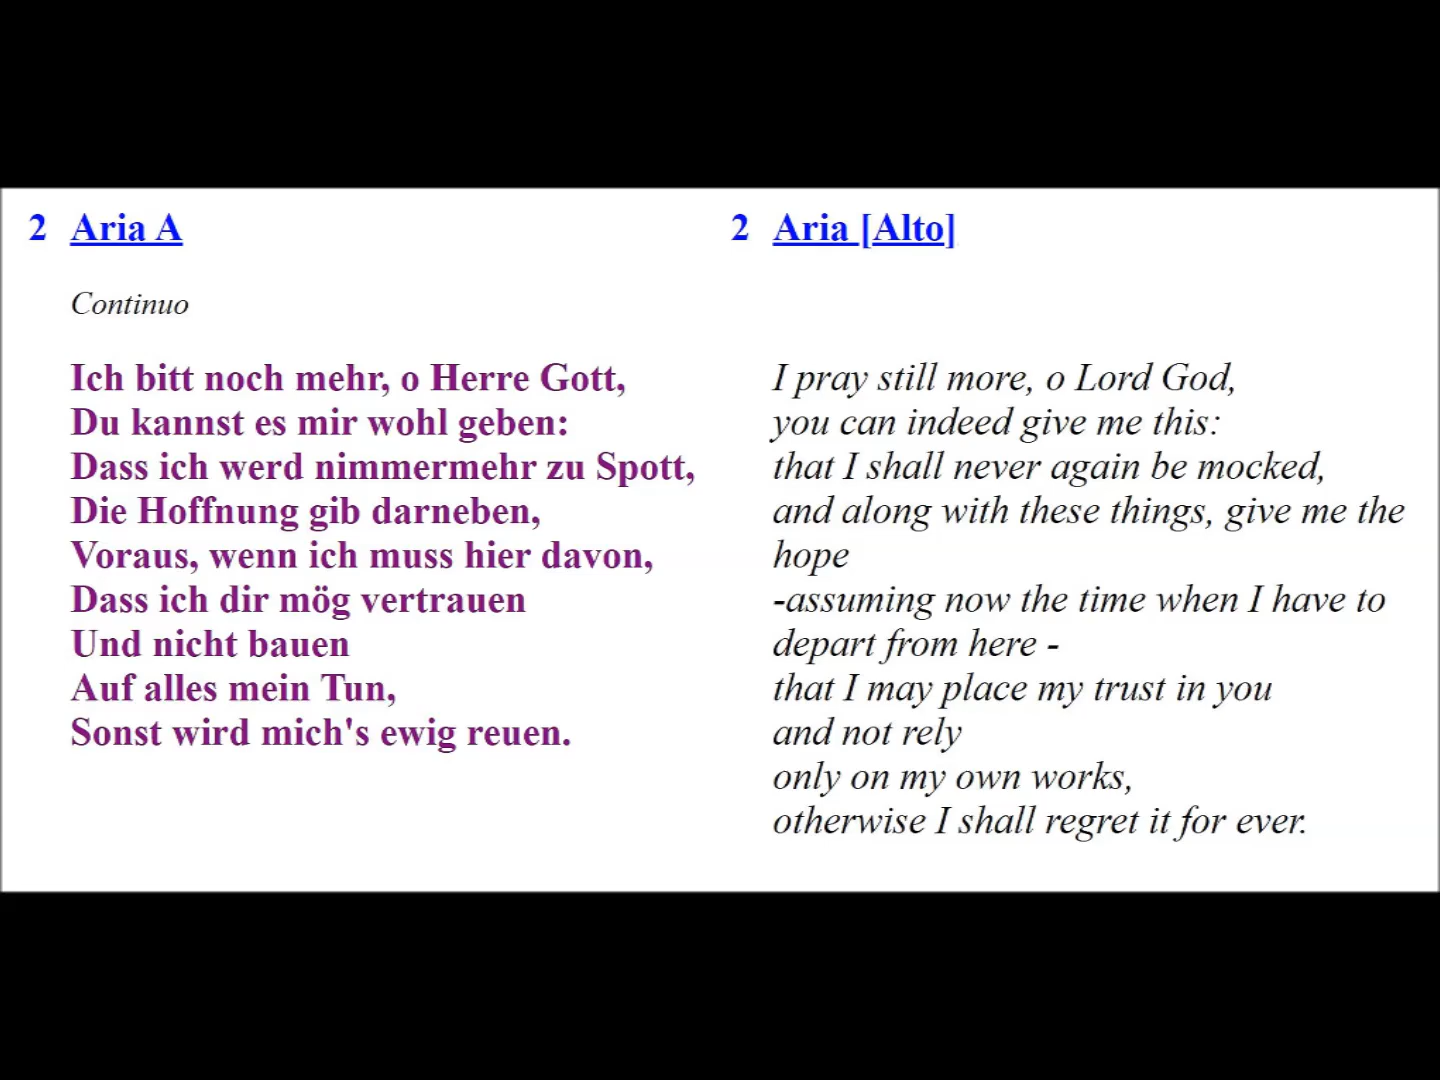 2 Aria A
Continuo
Ich bitt noch mehr, o Herre Gott,
Du kannst es mir wohl geben:
Dass ich werd nimmermehr zu Spott,
Die Hoffnung gib darneben,
Voraus, wenn ich muss hier davon,
Dass ich dir mög vertrauen
Und nicht bauen
Auf alles mein Tun,
Sonst wird mich's ewig reuen.
2 Aria [Alto]
I pray still more, o Lord God,
you can indeed give me this:
that I shall never again be mocked,
and along with these things, give me the
hope
-assuming now the time when I have to
depart from here -
that I may place my trust in you
and not rely
only on my own works,
otherwise I shall regret it for ever.